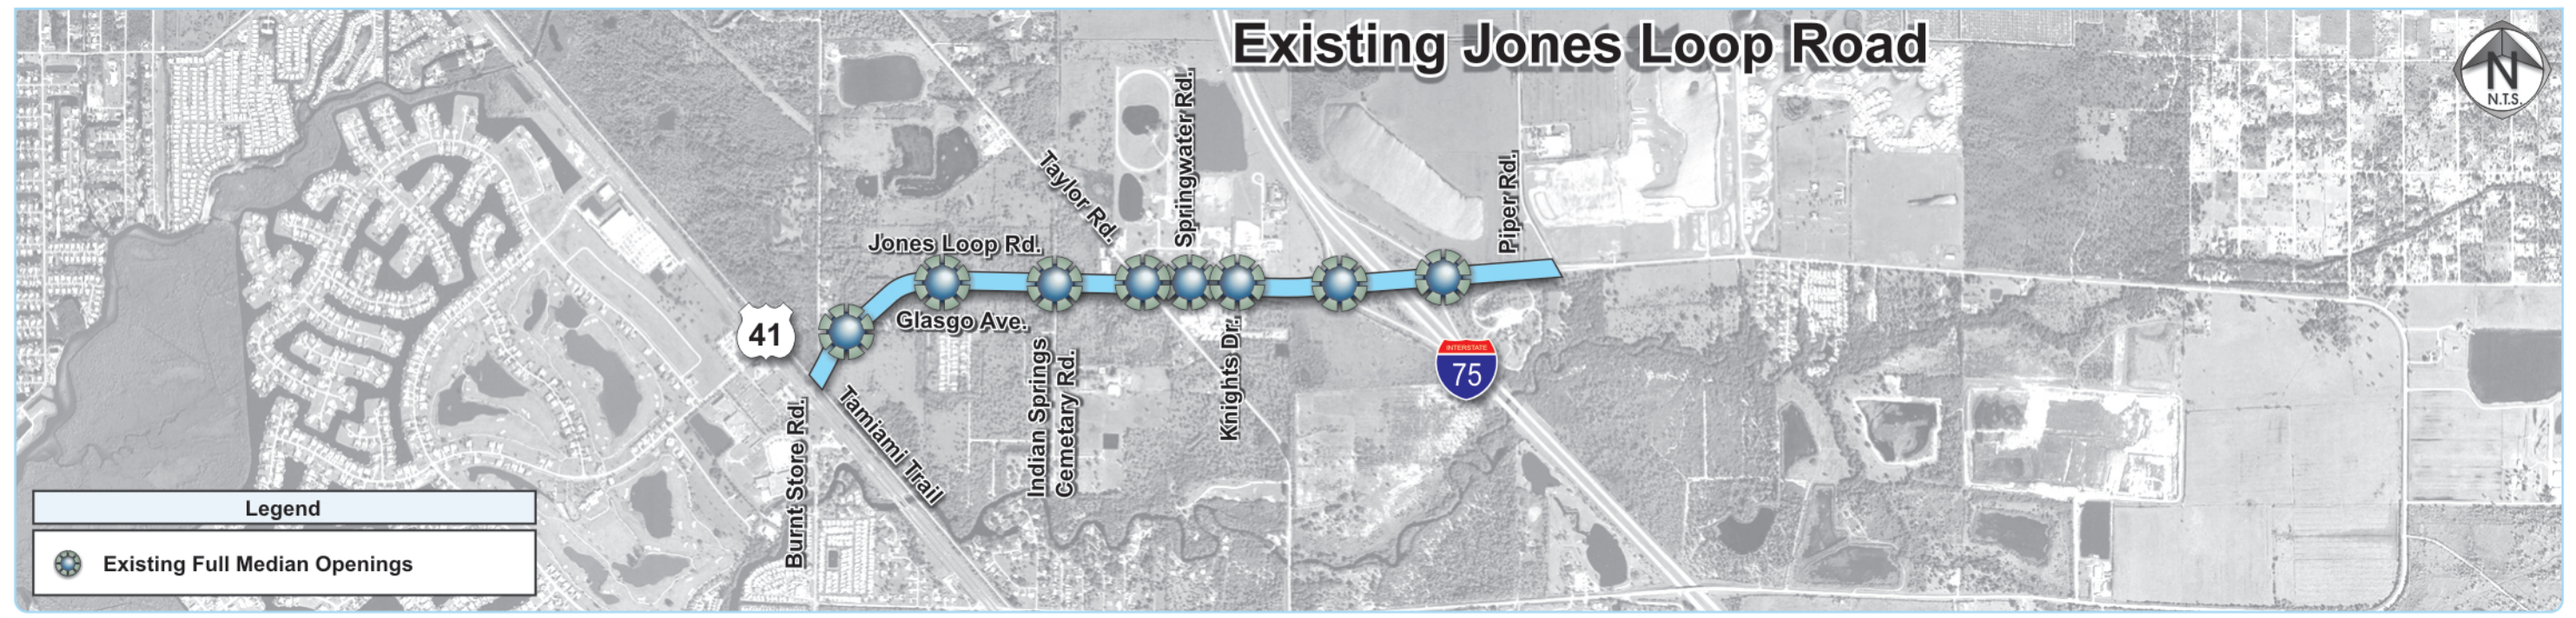 Existing Jones Loop Road
N
N.T.S.
Taylor Rd.
Springwater Rd.
Piper Rd.
Jones Loop Rd.
41
Glasgo Ave.
Indian Springs
Cemetary Rd.
Knights Dr.
INTERSTATE
75
Burnt Store Rd.
Tamiami Trail
Legend
Existing Full Median Openings